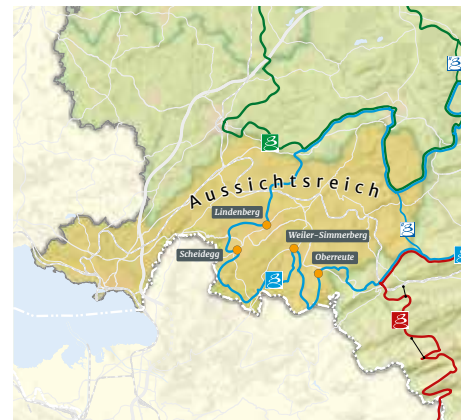 Aussichtsreich
Lindenberg
Weiler-Simmerberg
Scheidegg
Oberreute